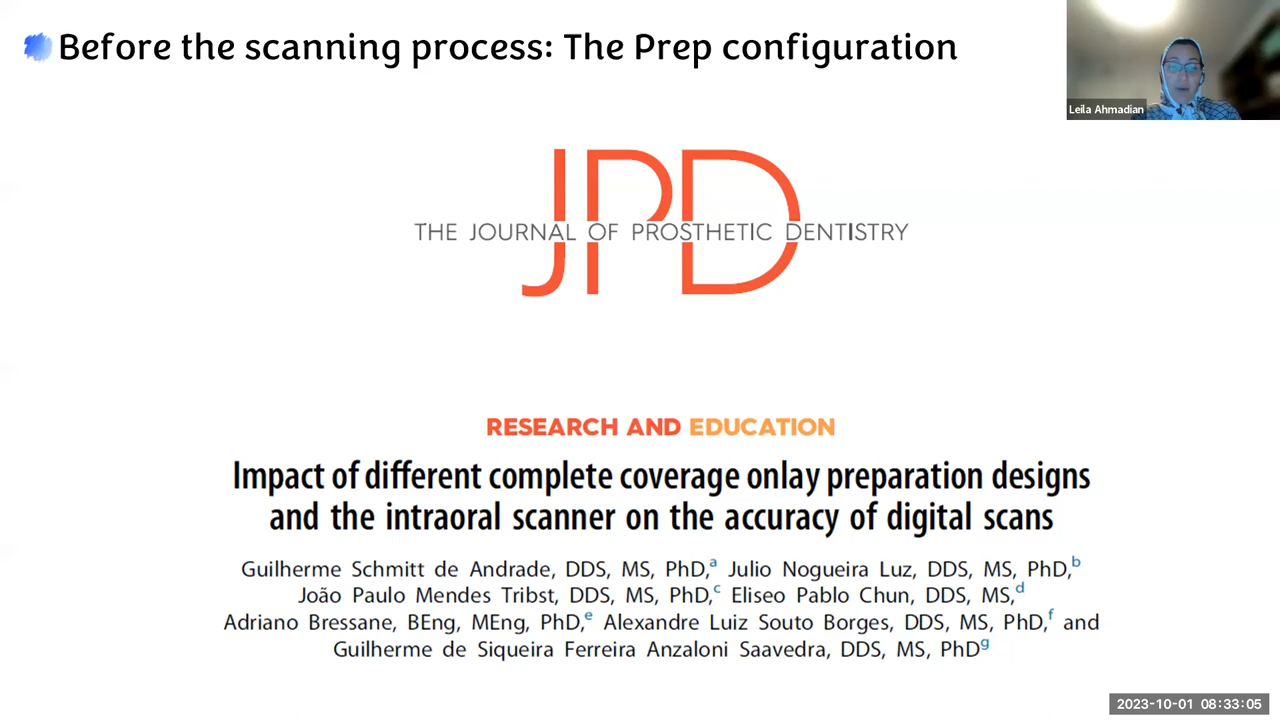 Before the scanning process: The Prep configuration
Leila Ahmadian
JPD
THE JOURNAL OF PROSTHETIC DENTISTRY
RESEARCH AND EDUCATION
Impact of different complete coverage onlay preparation designs
and the intraoral scanner on the accuracy of digital scans
Guilherme Schmitt de Andrade, DDS, MS, PhD,a Julio Nogueira Luz, DDS, MS, PhD,b
João Paulo Mendes Tribst, DDS, MS, PhD,c Eliseo Pablo Chun, DDS, MS,d
Adriano Bressane, BEng, MEng, PhD,e Alexandre Luiz Souto Borges, DDS, MS, PhD,f and
Guilherme de Siqueira Ferreira Anzaloni Saavedra, DDS, MS, PhDg
2023-10-01 08:33:05